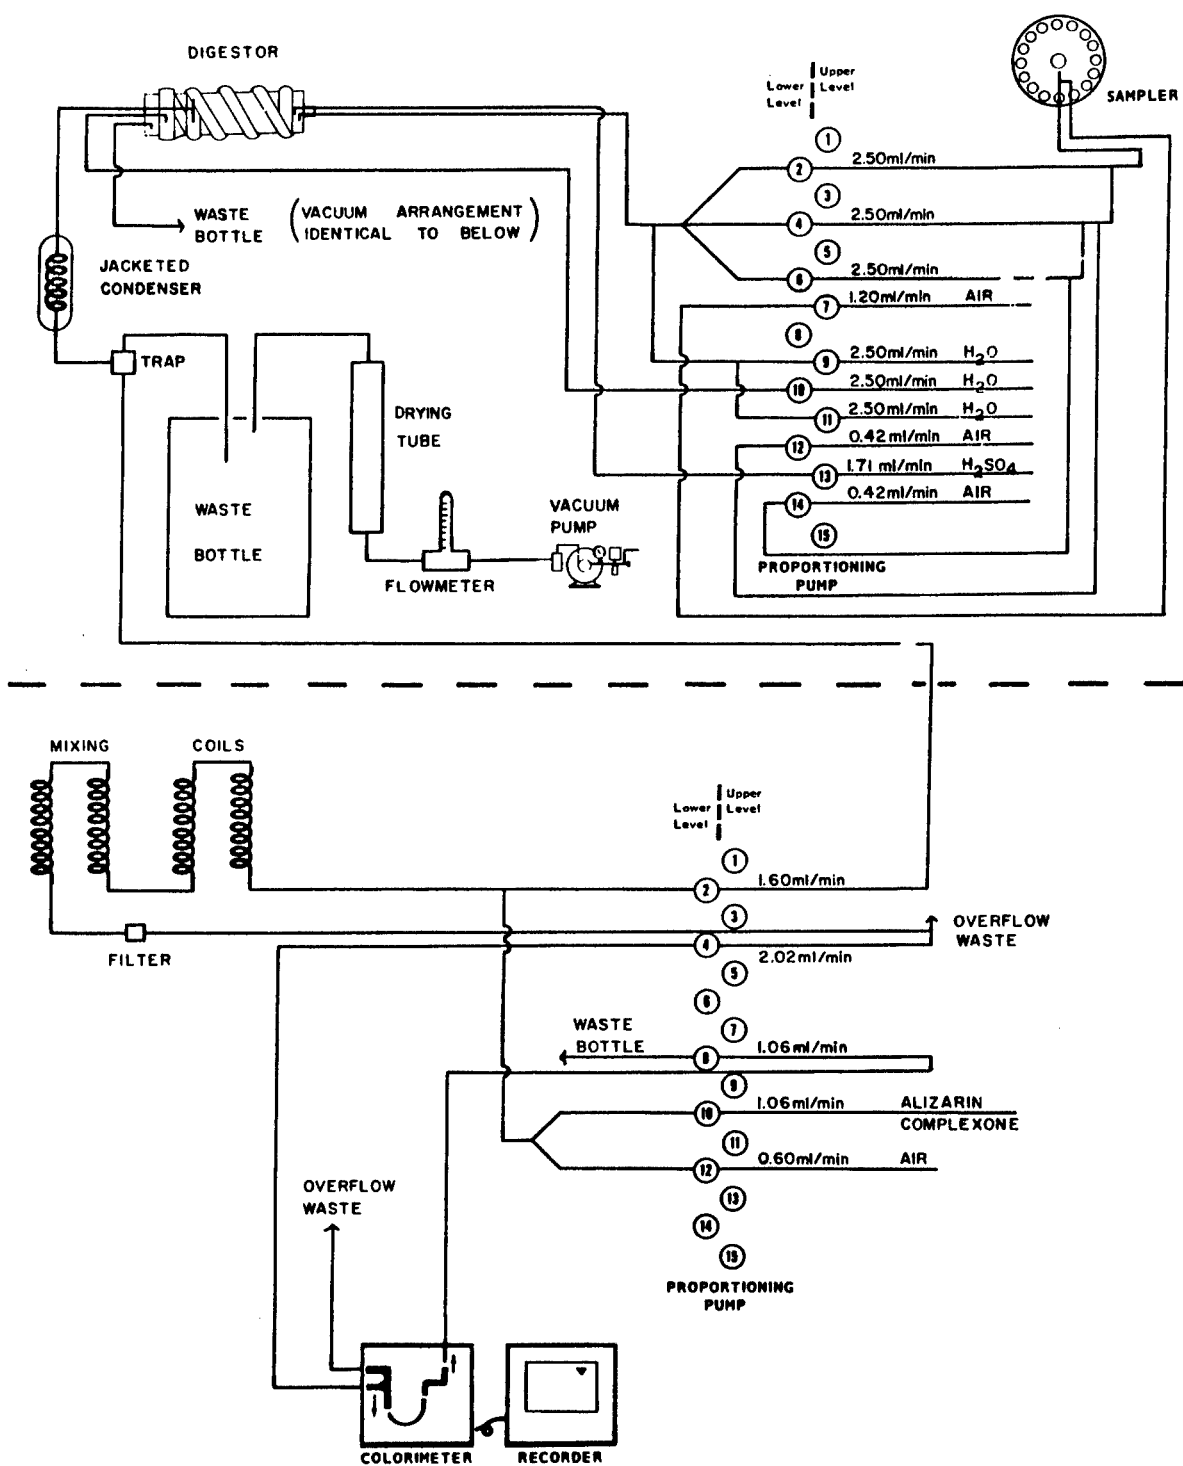 DIGESTOR
Upper
Lower Level
Level
SAMPLER
1
2.50ml/min
2
3
WASTE
BOTTLE
(VACUUM ARRANGEMENT
IDENTICAL TO BELOW)
2.50ml/min
4
5
JACKETED
CONDENSER
2.50ml/min
6
7 1.20ml/min AIR
8
TRAP
9 2.50ml/min H2O
10 2.50ml/min H2O
DRYING
TUBE
11 2.50ml/min H2O
12 0.42ml/min AIR
13 1.71 ml/min H2SO4
14 0.42ml/min AIR
WASTE
BOTTLE
VACUUM
PUMP
15
FLOWMETER
PROPORTIONING
PUMP
MIXING COILS
Upper
Lower Level
Level
1
2 1.60ml/min
3
OVERFLOW
WASTE
FILTER
4
2.02ml/min
5
6
7
WASTE
BOTTLE
8 1.06ml/min
9
10 1.06ml/min ALIZARIN
COMPLEXONE
11
12 0.60ml/min AIR
13
14
15
OVERFLOW
WASTE
PROPORTIONING
PUMP
COLORIMETER
RECORDER